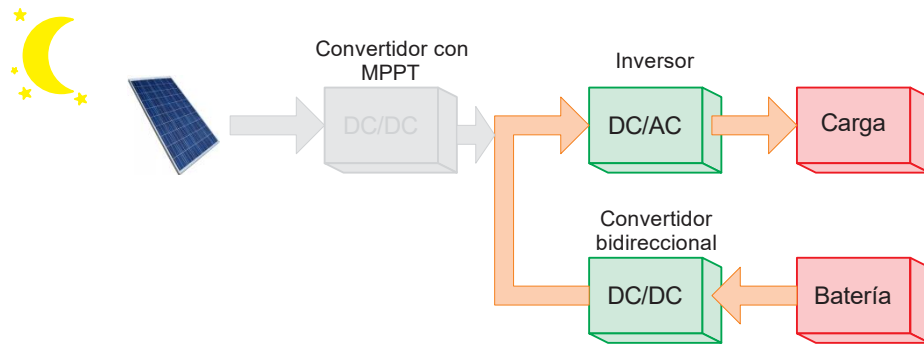 Convertidor con
MPPT
DC/DC
Inversor
DC/AC
Carga
Convertidor
bidireccional
DC/DC
Batería